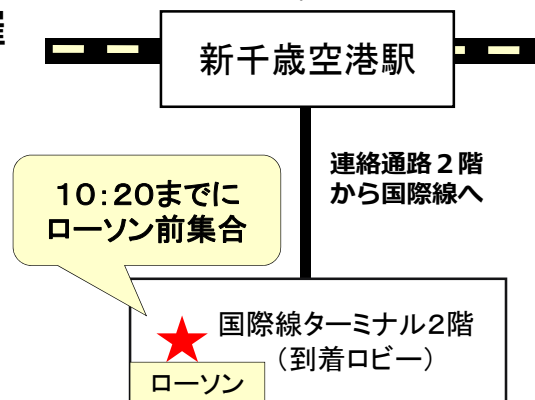 新千歳空港駅
連絡通路２階
から国際線へ
１０：２０までに
ローソン前集合
国際線ターミナル２階
（到着ロビー）
ローソン